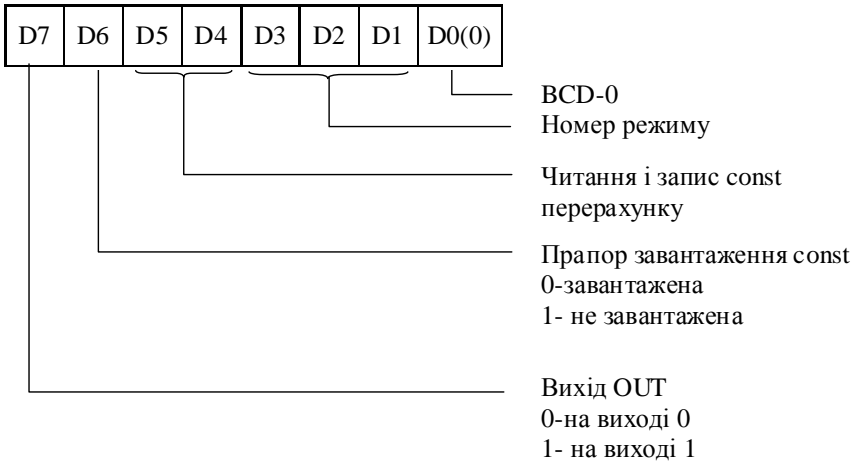 D7 D6 D5 D4 D3 D2 D1 D0(0)
BCD-0
Номер режиму
Читання і запис const
перерахунку
Прапор завантаження const
0-завантажена
1- не завантажена
Вихід OUT
0-на виході 0
1- на виході 1